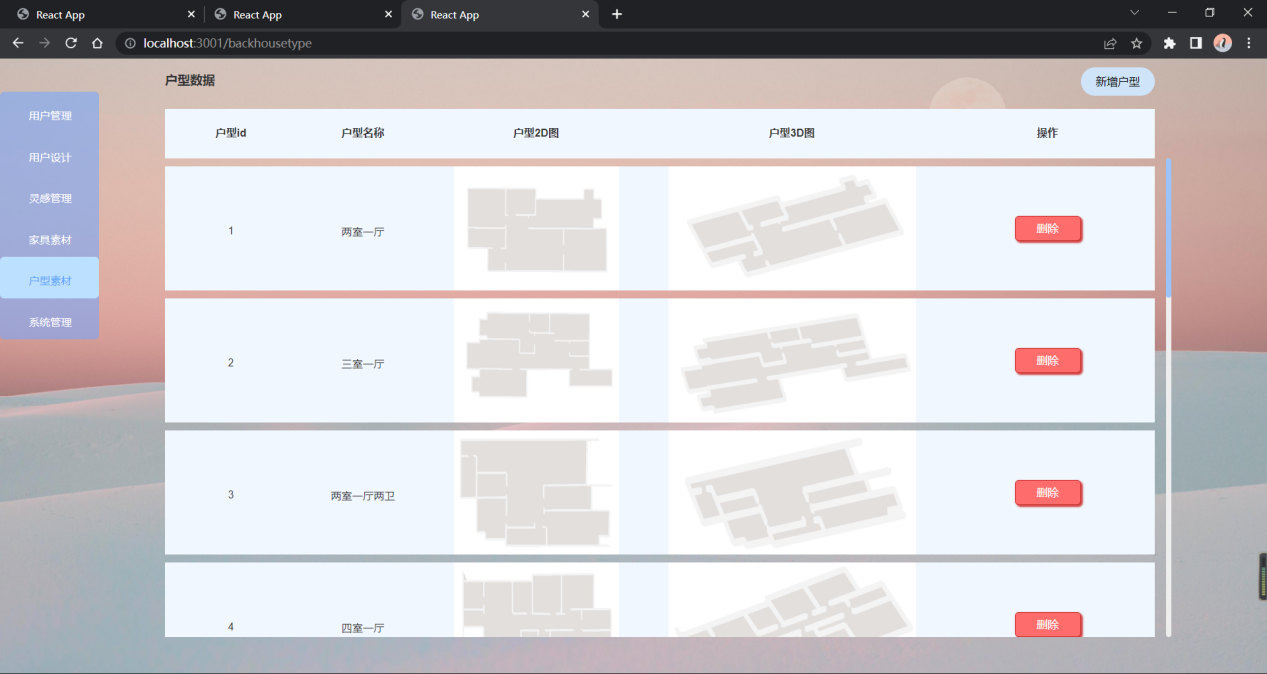 React App
React App
React App
localhost:3001/backhousetype
户型数据
新增户型
用户管理
用户设计
灵感管理
家具素材
户型素材
系统管理
户型id 户型名称 户型2D图 户型3D图 操作
1 两室一厅 删除
2 三室一厅 删除
3 两室一厅两卫 删除
4 四室一厅 删除